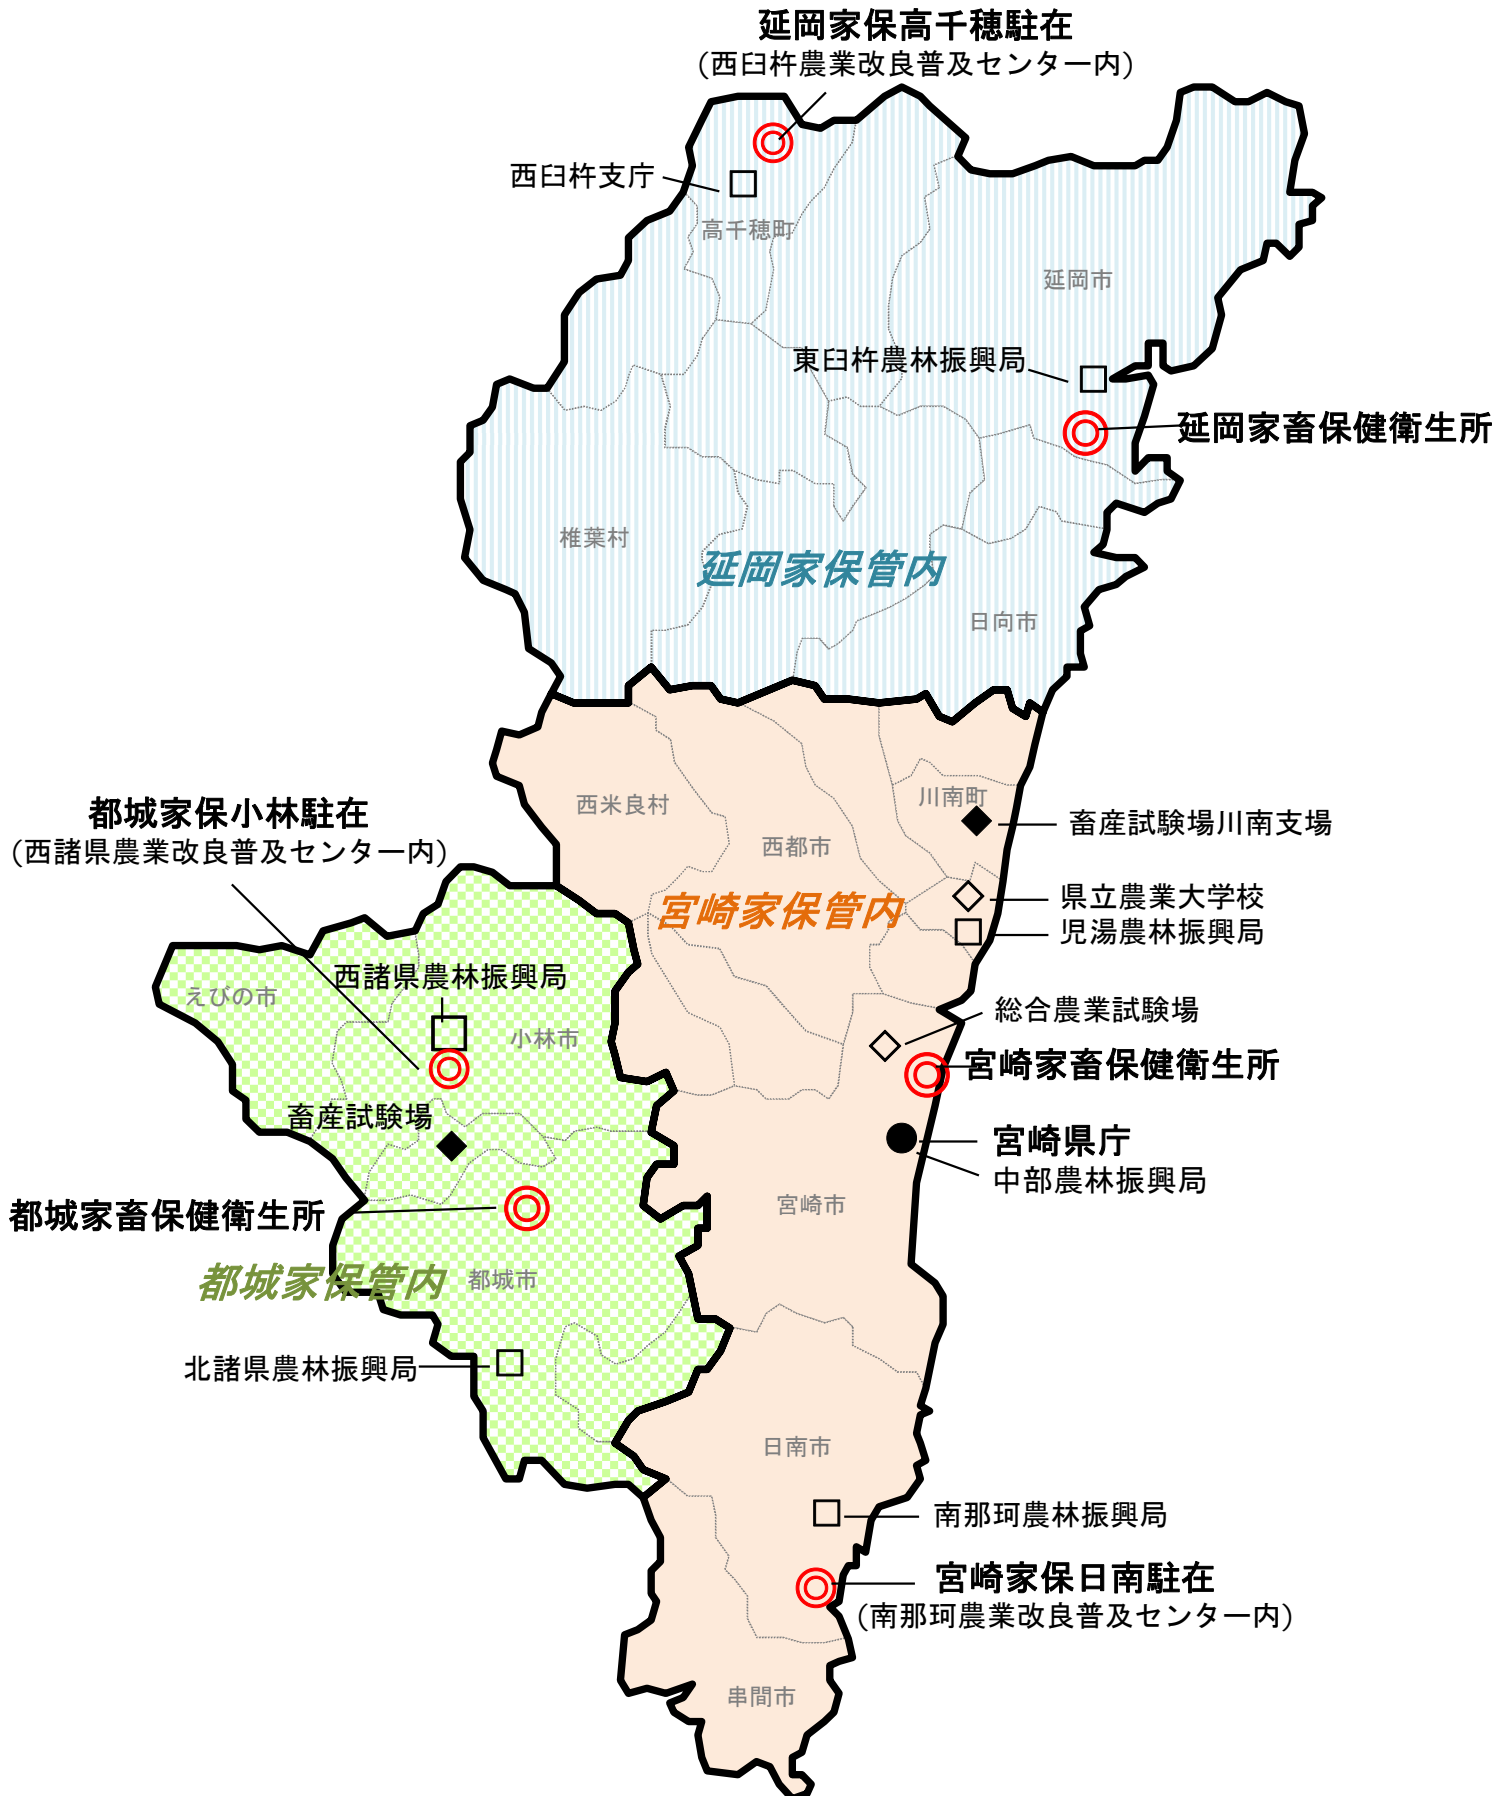 延岡家保高千穂駐在
(西臼杵農業改良普及センター内)
西臼杵支庁
高千穂町
延岡市
東臼杵農林振興局
延岡家畜保健衛生所
椎葉村
延岡家保管内
日向市
西米良村
川南町
都城家保小林駐在
(西諸県農業改良普及センター内)
畜産試験場川南支場
西都市
県立農業大学校
宮崎家保管内
児湯農林振興局
西諸県農林振興局
えびの市
総合農業試験場
小林市
宮崎家畜保健衛生所
畜産試験場
宮崎県庁
中部農林振興局
宮崎市
都城家畜保健衛生所
都城家保管内
都城市
北諸県農林振興局
日南市
南那珂農林振興局
宮崎家保日南駐在
(南那珂農業改良普及センター内)
串間市